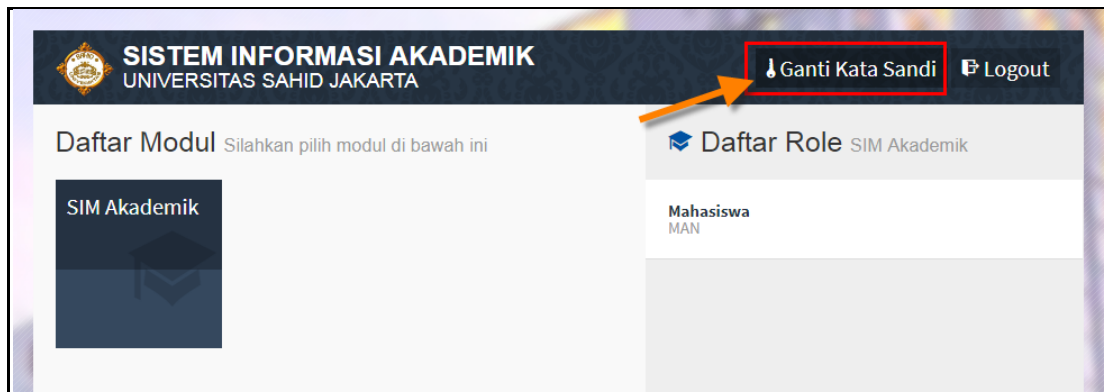 SISTEM INFORMASI AKADEMIK
UNIVERSITAS SAHID JAKARTA
Ganti Kata Sandi
Logout
Daftar Modul Silahkan pilih modul di bawah ini
SIM Akademik
Daftar Role SIM Akademik
Mahasiswa
MAN